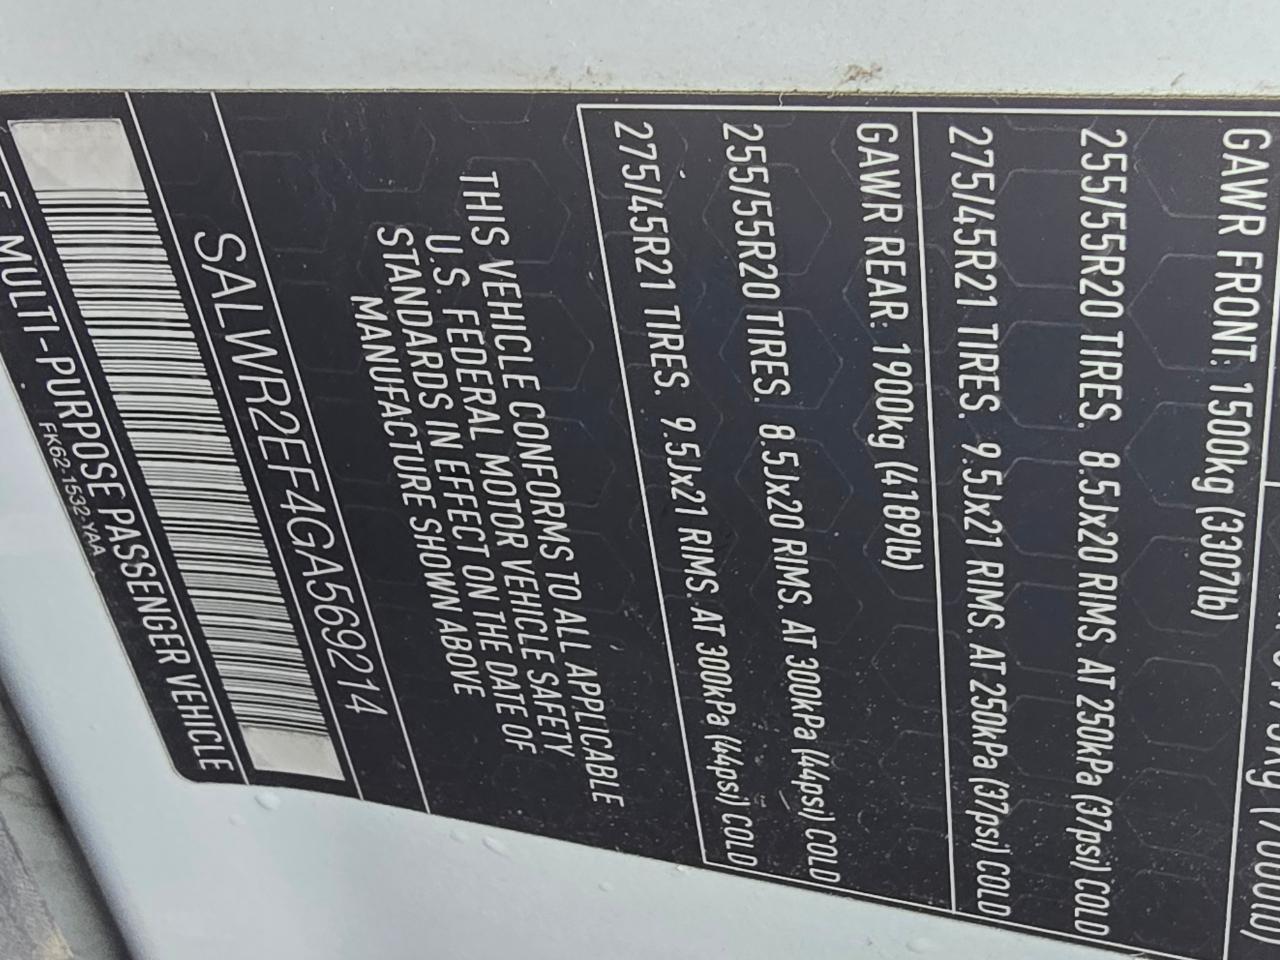 GAWR FRONT: 1500kg (3307lb)
255/55R20 TIRES. 8.5Jx20 RIMS. AT 250kPa (37psi) COLD
275/45R21 TIRES. 9.5Jx21 RIMS. AT 250kPa (37psi) COLD
GAWR REAR: 1900kg (4189lb)
255/55R20 TIRES. 8.5Jx20 RIMS. AT 300kPa (44psi) COLD
275/45R21 TIRES. 9.5Jx21 RIMS. AT 300kPa (44psi) COLD
THIS VEHICLE CONFORMS TO ALL APPLICABLE
U.S. FEDERAL MOTOR VEHICLE SAFETY
STANDARDS IN EFFECT ON THE DATE OF
MANUFACTURE SHOWN ABOVE
SALWR2EF4GA569214
MULTI-PURPOSE PASSENGER VEHICLE
FK62-1532-YAA